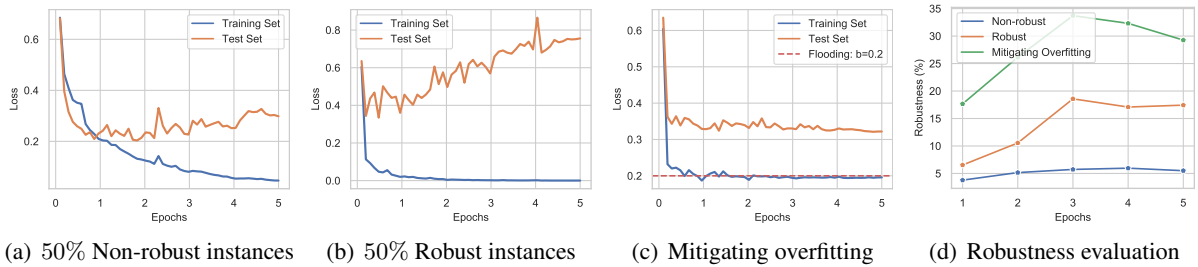 Training Set
Test Set
0.6
0.4
0.2
Loss
0 1 2 3 4 5
Epochs
(a) 50% Non-robust instances
Training Set
Test Set
0.8
0.6
0.4
0.2
0.0
Loss
0 1 2 3 4 5
Epochs
(b) 50% Robust instances
Training Set
Test Set
Flooding: b=0.2
0.6
0.5
0.4
0.3
0.2
Loss
0 1 2 3 4 5
Epochs
(c) Mitigating overfitting
Non-robust
Robust
Mitigating Overfitting
35
30
25
20
15
10
5
Robustness (%)
1 2 3 4 5
Epochs
(d) Robustness evaluation